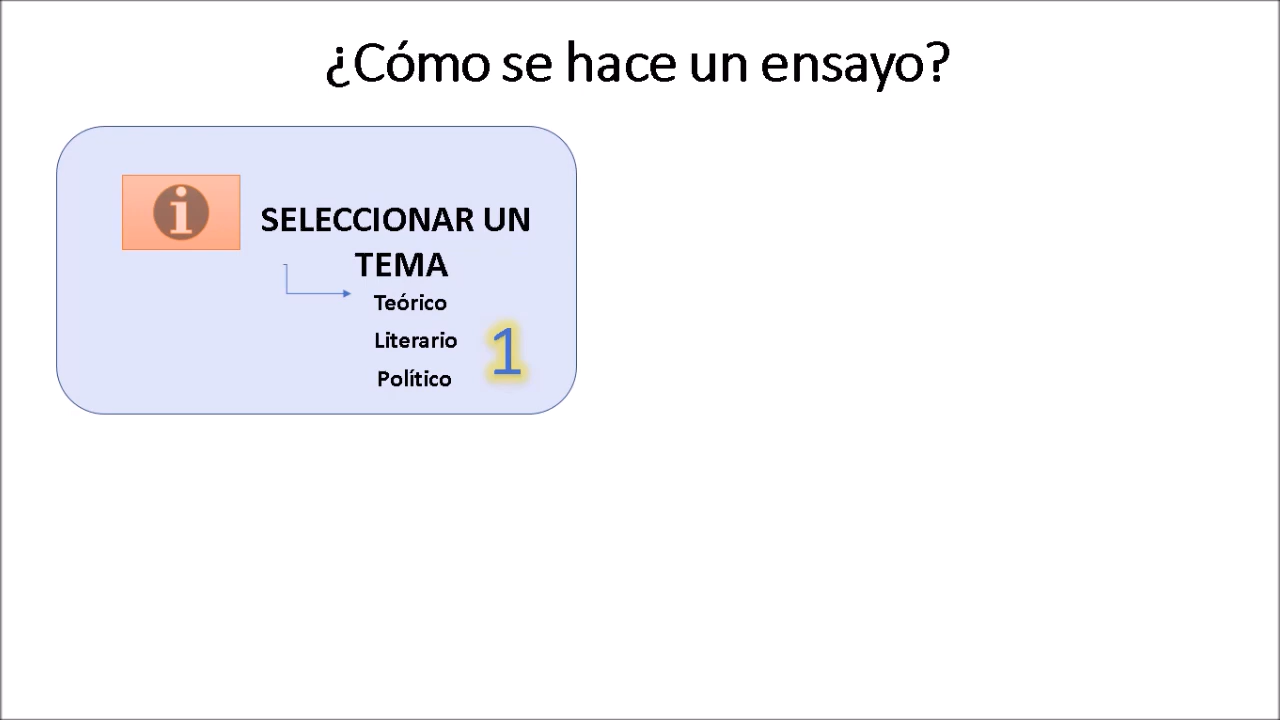 ¿Cómo se hace un ensayo?
SELECCIONAR UN
TEMA
Teórico
Literario
Político
1